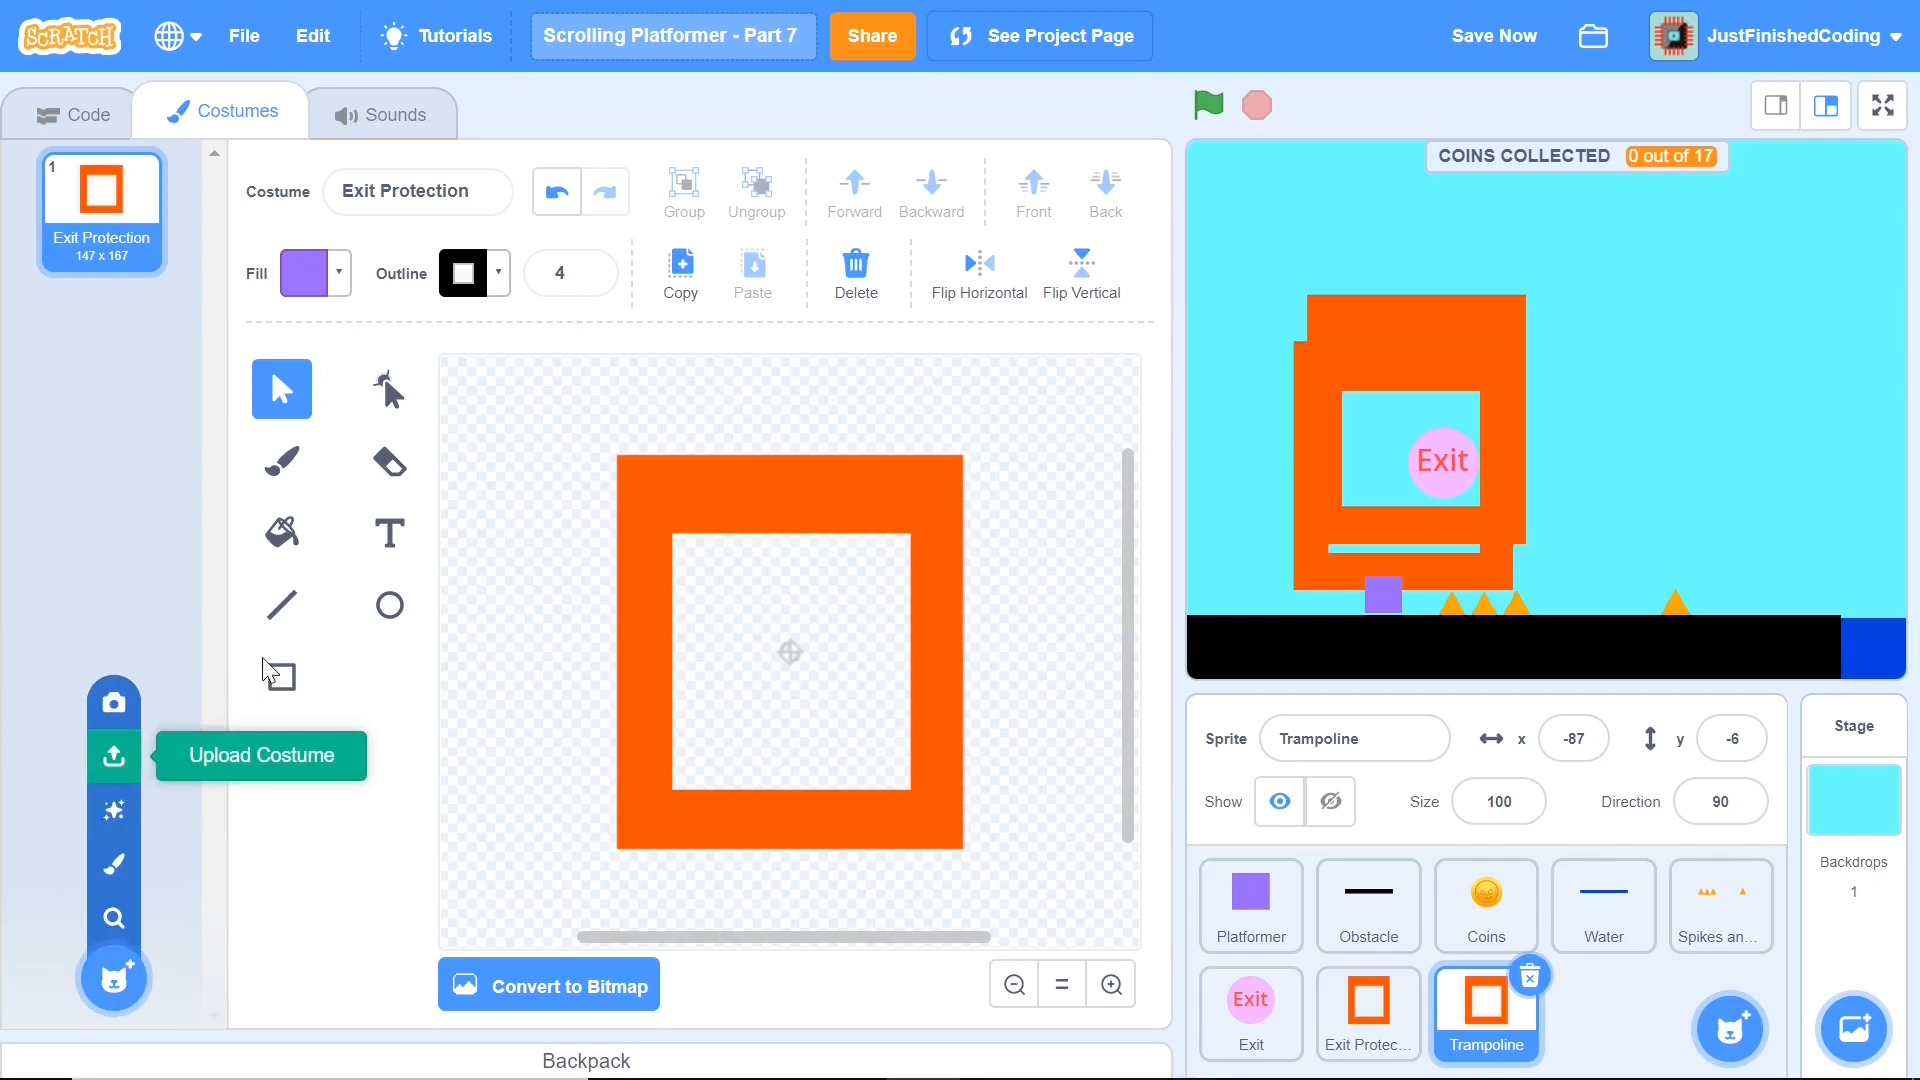 SCRATCH
File
Edit
Tutorials
Scrolling Platformer - Part 7
Share
See Project Page
Save Now
JustFinishedCoding
Code
Costumes
Sounds
1
Exit Protection
147 x 167
Costume
Exit Protection
Group
Ungroup
Forward
Backward
Front
Back
Fill
Outline
4
Copy
Paste
Delete
Flip Horizontal
Flip Vertical
T
Upload Costume
Convert to Bitmap
Backpack
COINS COLLECTED 0 out of 17
Exit
Sprite
Trampoline
x
-87
y
-6
Show
Size
100
Direction
90
Stage
Backdrops
1
Platformer
Obstacle
Coins
Water
Spikes an...
Exit
Exit
Exit Protec...
Trampoline